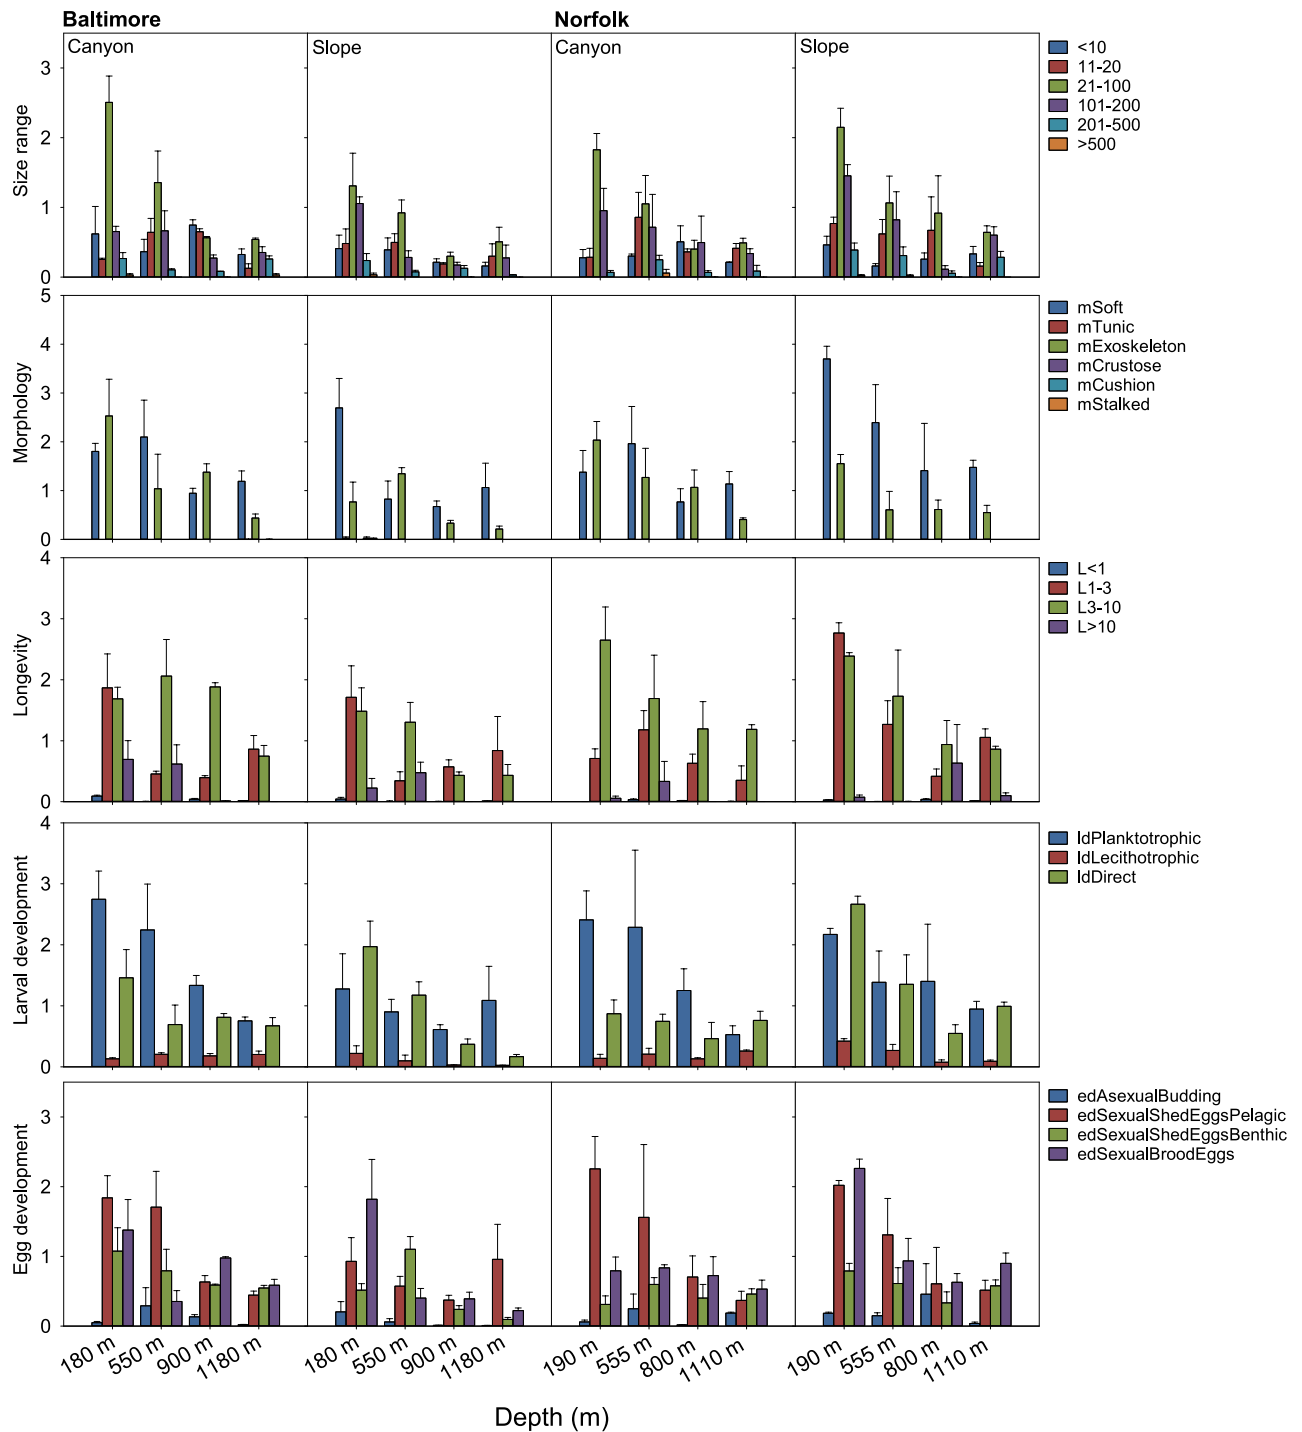 Baltimore
Norfolk
Canyon
Slope
Canyon
Slope
Size range
3
2
1
0
<10
11-20
21-100
101-200
201-500
>500
Morphology
5
4
3
2
1
0
mSoft
mTunic
mExoskeleton
mCrustose
mCushion
mStalked
Longevity
4
3
2
1
0
L<1
L1-3
L3-10
L>10
Larval development
4
3
2
1
0
ldPlanktotrophic
ldLecithotrophic
ldDirect
Egg development
3
2
1
0
edAsexualBudding
edSexualShedEggsPelagic
edSexualShedEggsBenthic
edSexualBroodEggs
180 m
550 m
900 m
1180 m
180 m
550 m
900 m
1180 m
190 m
555 m
800 m
1110 m
190 m
555 m
800 m
1110 m
Depth (m)